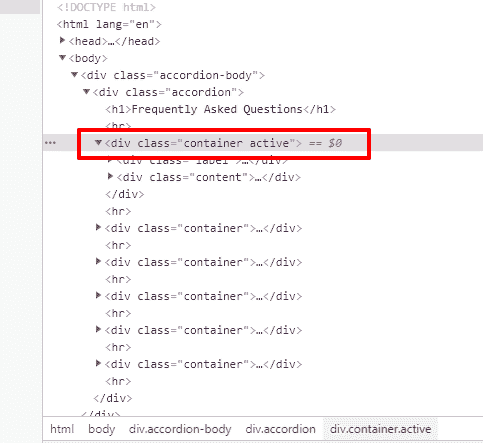 <!DOCTYPE html>
<html lang="en">
▶<head>…</head>
▼<body>
▼<div class="accordion-body">
▼<div class="accordion">
<h1>Frequently Asked Questions</h1>
<hr>
… ▼<div class="container active"> == $0
▶<div class="label">…</div>
▶<div class="content">…</div>
</div>
<hr>
▶<div class="container">…</div>
<hr>
▶<div class="container">…</div>
<hr>
▶<div class="container">…</div>
<hr>
▶<div class="container">…</div>
<hr>
▶<div class="container">…</div>
<hr>
</div>
</div>
html body div.accordion-body div.accordion div.container.active